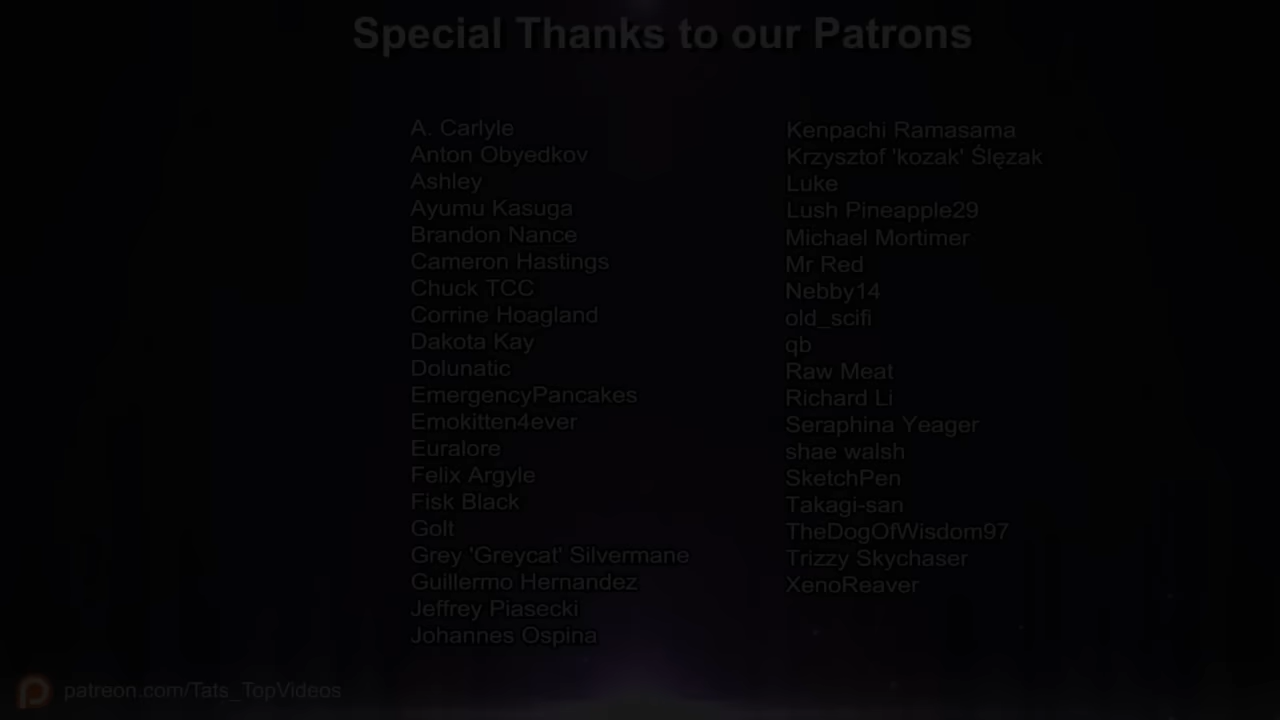 Special Thanks to our Patrons
A. Carlyle
Anton Obyedkov
Ashley
Ayumu Kasuga
Brandon Nance
Cameron Hastings
Chuck TCC
Corrine Hoagland
Dakota Kay
Dolunatic
EmergencyPancakes
Emokitten4ever
Euralore
Felix Argyle
Fisk Black
Golt
Grey 'Greycat' Silvermane
Guillermo Hernandez
Jeffrey Piasecki
Johannes Ospina
Kenpachi Ramasama
Krzysztof 'kozak' Ślęzak
Luke
Lush Pineapple29
Michael Mortimer
Mr Red
Nebby14
old_scifi
qb
Raw Meat
Richard Li
Seraphina Yeager
shae walsh
SketchPen
Takagi-san
TheDogOfWisdom97
Trizzy Skychaser
XenoReaver
patreon.com/Tats_TopVideos